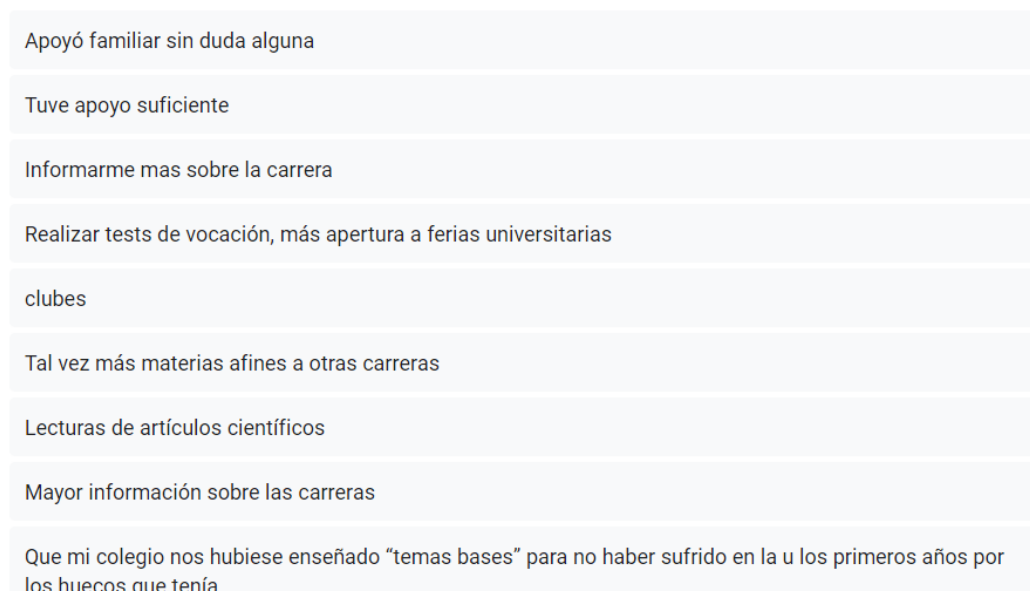 Apoyó familiar sin duda alguna
Tuve apoyo suficiente
Informarme mas sobre la carrera
Realizar tests de vocación, más apertura a ferias universitarias
clubes
Tal vez más materias afines a otras carreras
Lecturas de artículos científicos
Mayor información sobre las carreras
Que mi colegio nos hubiese enseñado “temas bases” para no haber sufrido en la u los primeros años por
los huecos que tenía